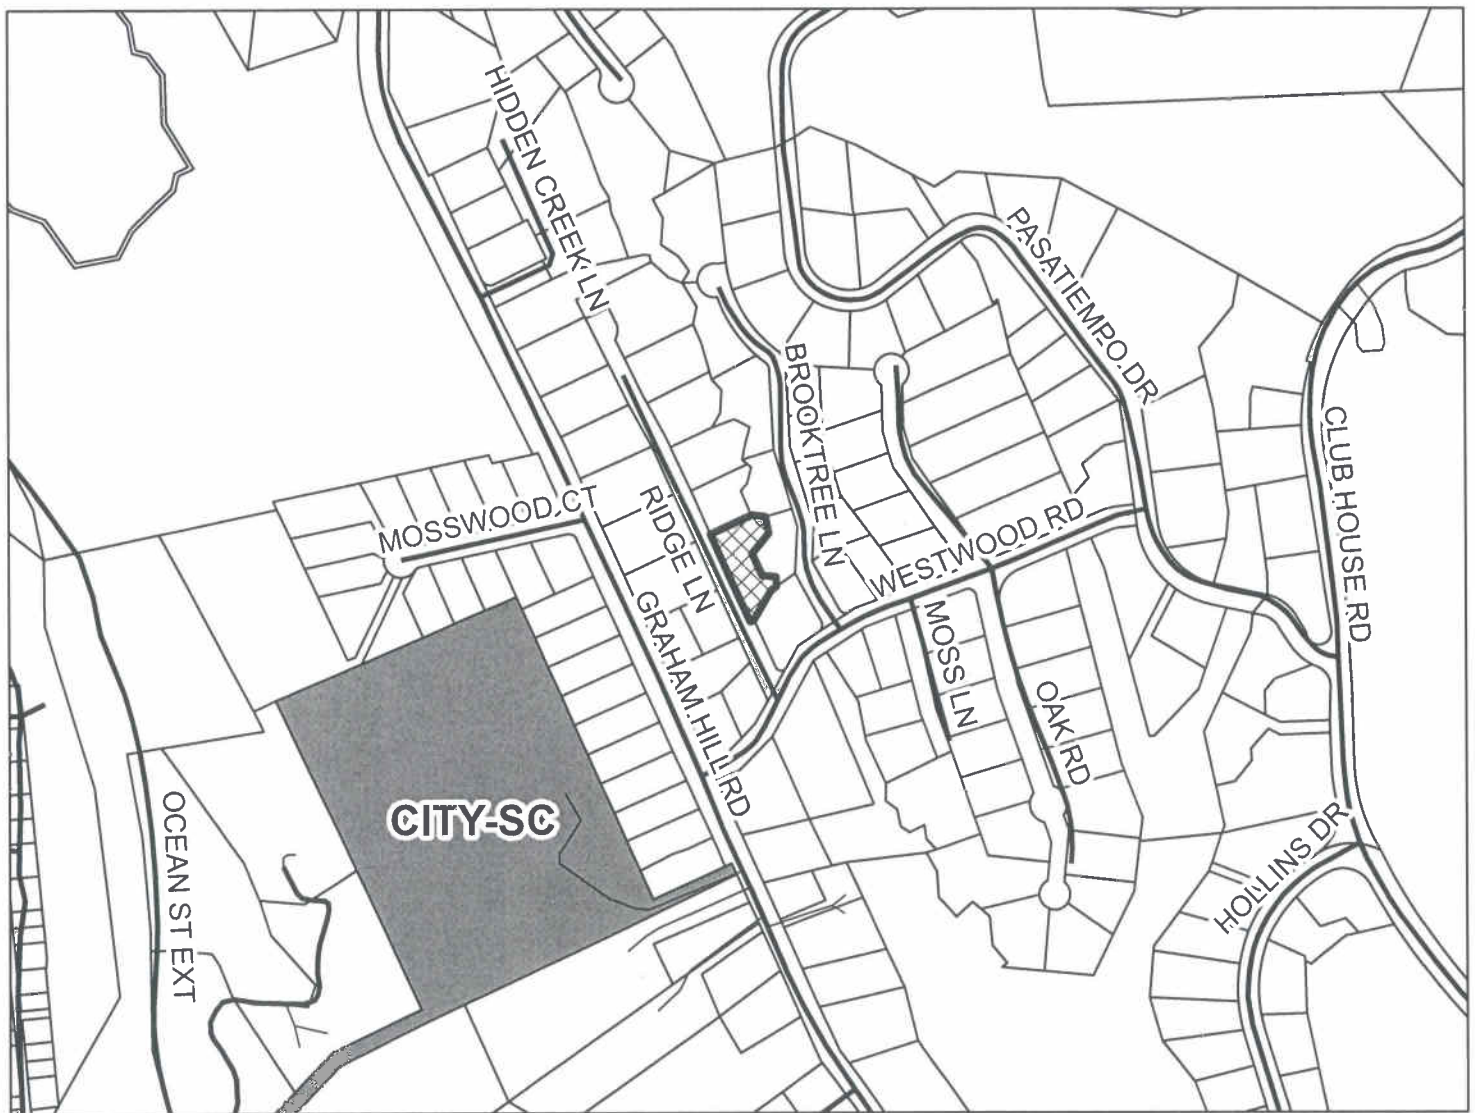 HIDDEN CREEK LN
PASATIEMPO DR
BROOKTREE LN
CLUB HOUSE RD
MOSSWOOD CT
RIDGE LN
WESTWOOD RD
GRAHAM HILL RD
MOSS LN
OAK RD
CITY-SC
OCEAN ST EXT
HOLLINS DR